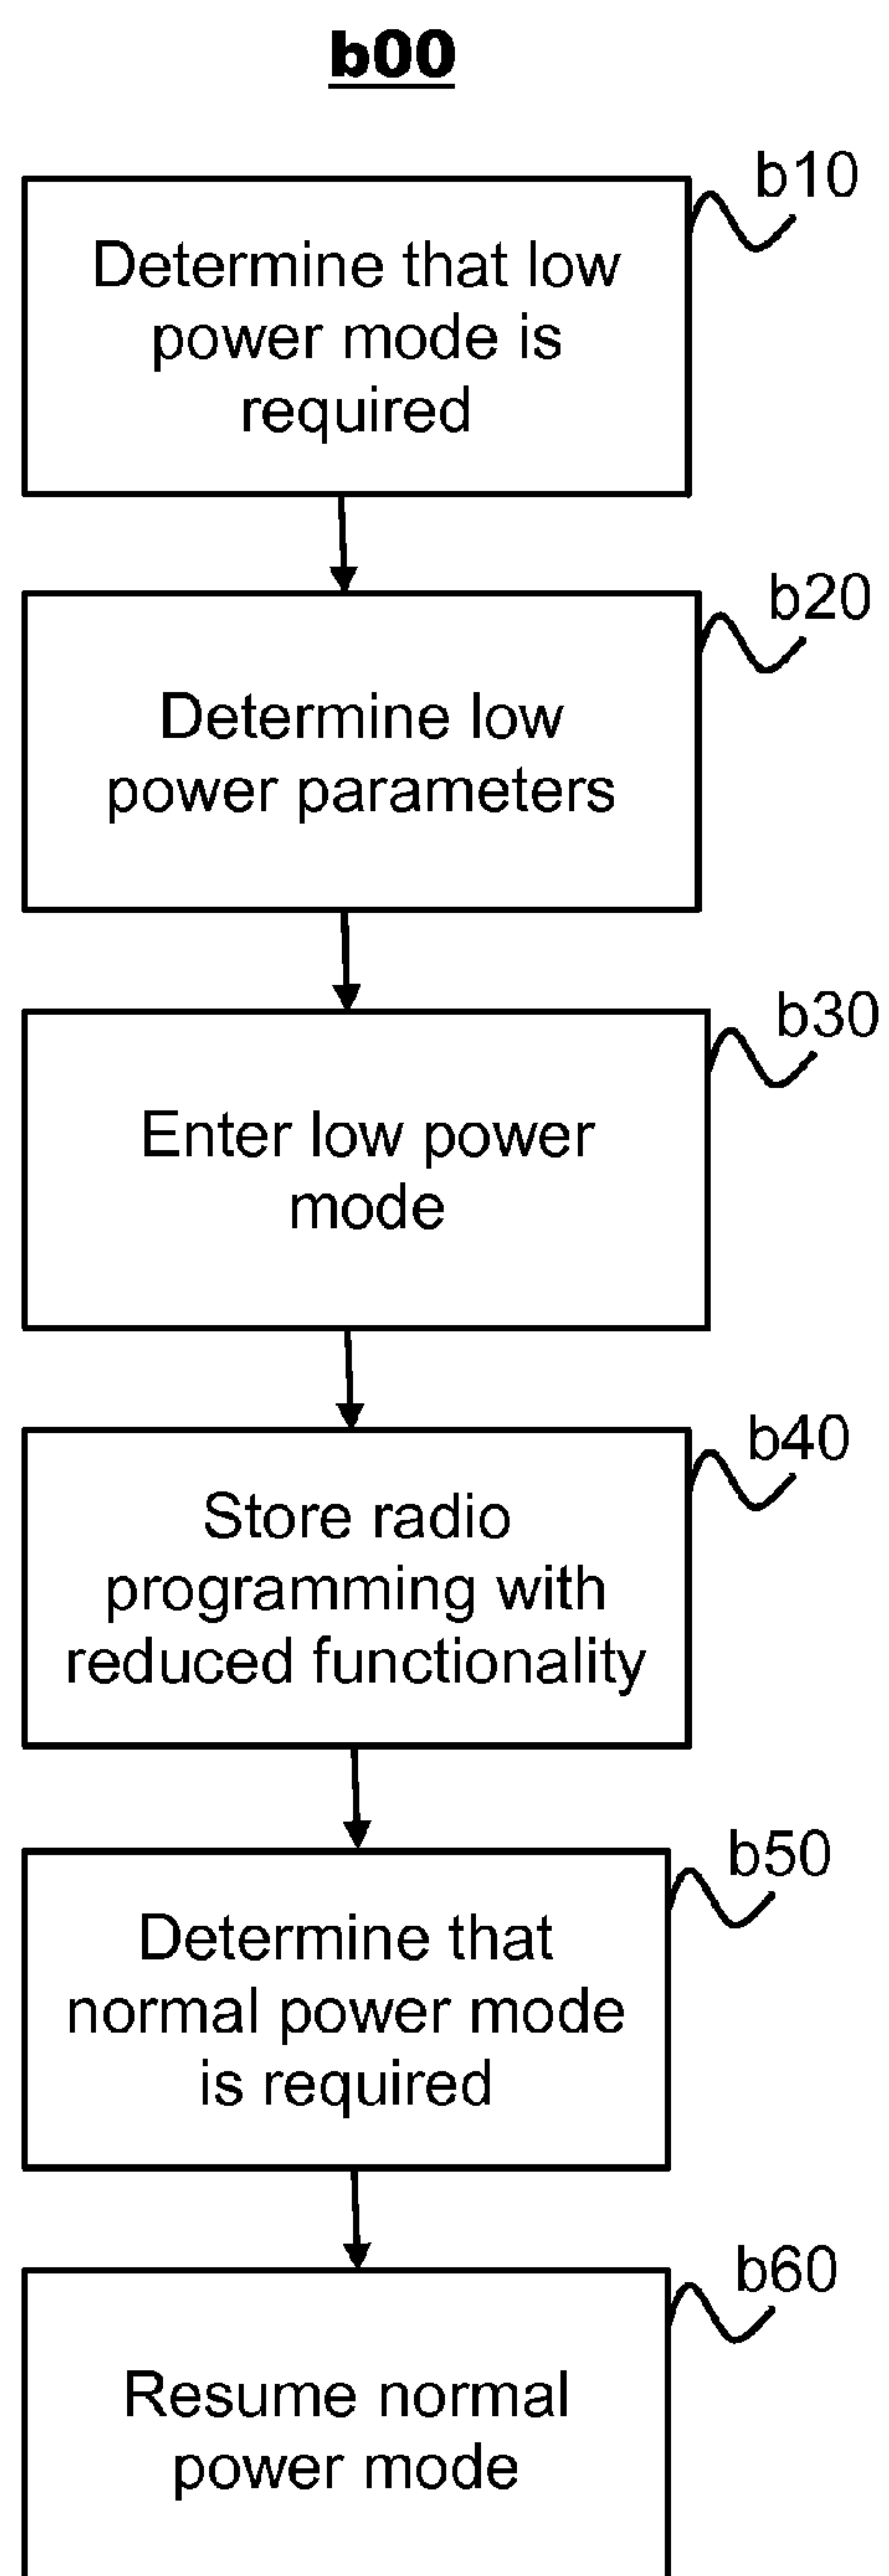 b00
b10
Determine that low
power mode is
required
b20
Determine low
power parameters
b30
Enter low power
mode
b40
Store radio
programming with
reduced functionality
b50
Determine that
normal power mode
is required
b60
Resume normal
power mode